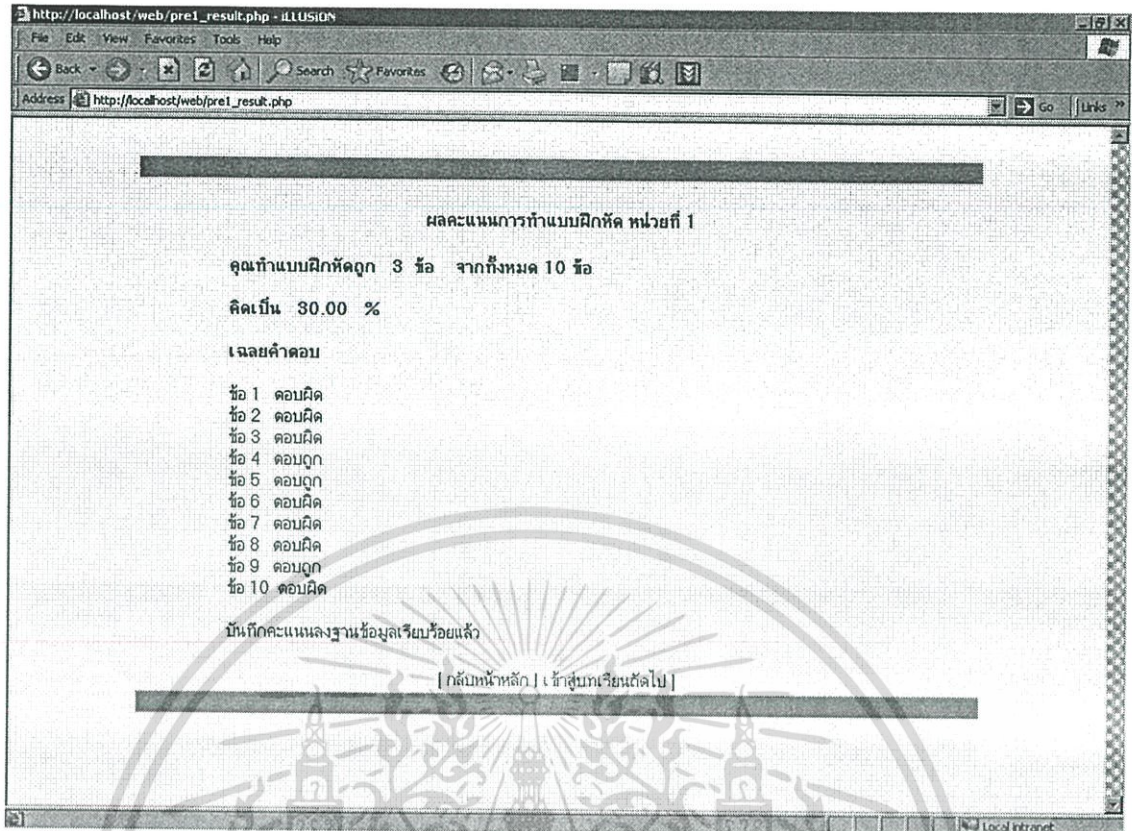 http://localhost/web/pre1_result.php - iLLUSiON
File Edit View Favorites Tools Help
Back Search Favorites
Address http://localhost/web/pre1_result.php Go Links »
ผลคะแนนการทำแบบฝึกหัด หน่วยที่ 1
คุณทำแบบฝึกหัดถูก 3 ข้อ จากทั้งหมด 10 ข้อ
คิดเป็น 30.00 %
เฉลยคำตอบ
ข้อ 1 ตอบผิด
ข้อ 2 ตอบผิด
ข้อ 3 ตอบผิด
ข้อ 4 ตอบถูก
ข้อ 5 ตอบถูก
ข้อ 6 ตอบผิด
ข้อ 7 ตอบผิด
ข้อ 8 ตอบผิด
ข้อ 9 ตอบถูก
ข้อ 10 ตอบผิด
บันทึกคะแนนลงฐานข้อมูลเรียบร้อยแล้ว
[ กลับหน้าหลัก ] เข้าสู่บทเรียนถัดไป ]
Local intranet